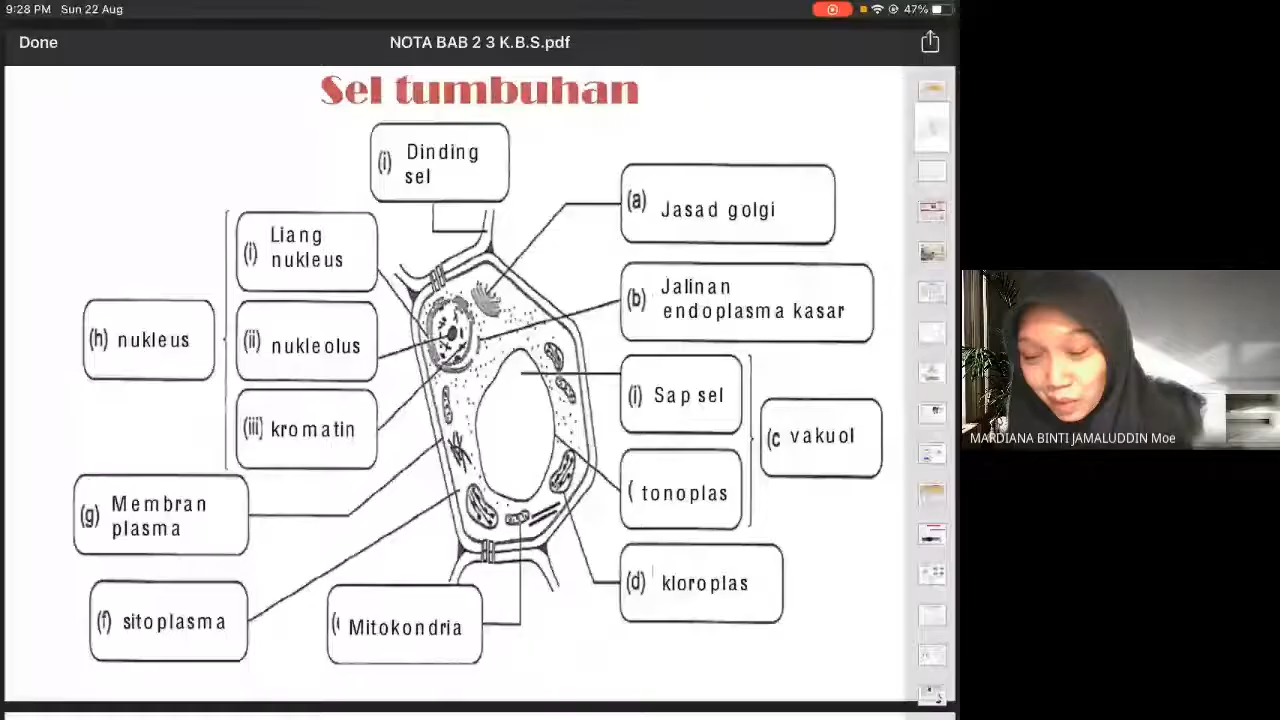 9:28 PM Sun 22 Aug
47%
Done
NOTA BAB 2 3 K.B.S.pdf
Sel tumbuhan
(i) Dinding
sel
(a) Jasad golgi
(i) Liang
nukleus
(b) Jalinan
endoplasma kasar
(h) nukleus
(ii) nukleolus
(i) Sap sel
(c vakuol
(iii) kromatin
( tonoplas
(g) Membran
plasma
(d) kloroplas
(f) sitoplasma
( Mitokondria
MARDIANA BINTI JAMALUDDIN Moe